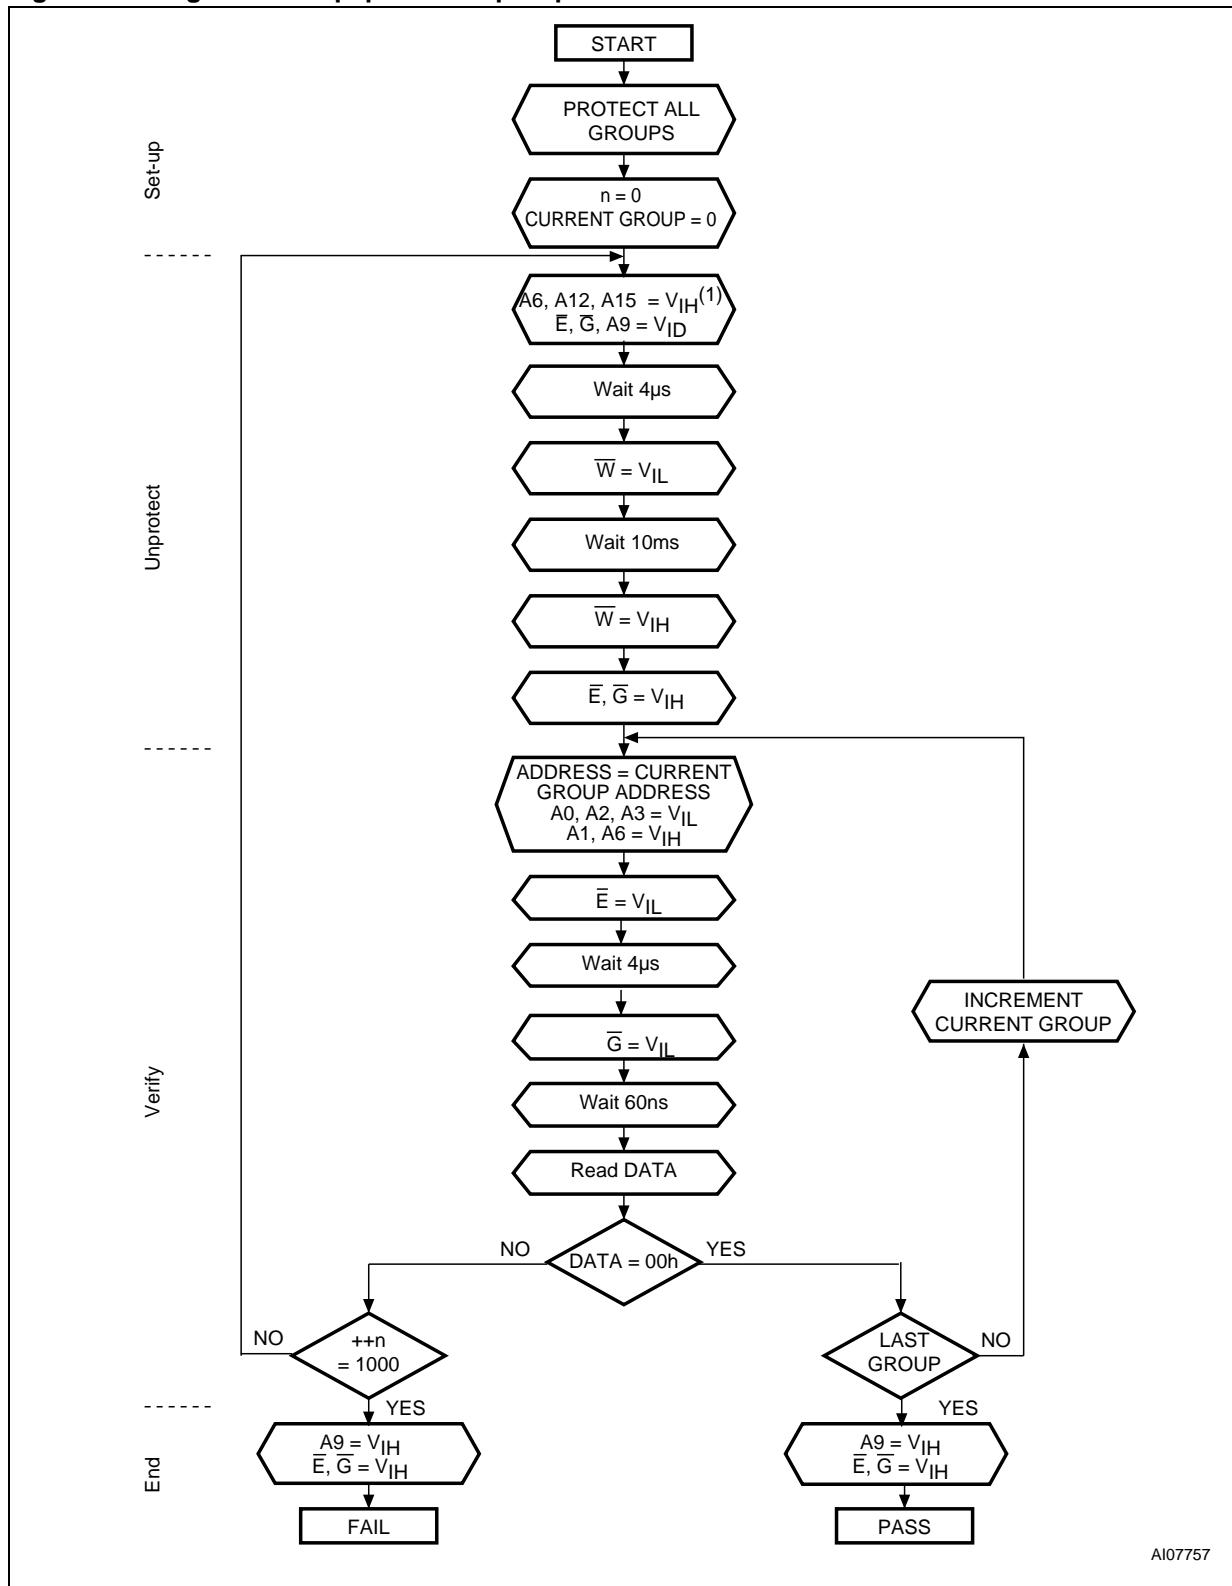 START
PROTECT ALL
GROUPS
Set-up
n = 0
CURRENT GROUP = 0
A6, A12, A15 = VIH(1)
E̅, G̅, A9 = VID
Wait 4µs
W̅ = VIL
Unprotect
Wait 10ms
W̅ = VIH
E̅, G̅ = VIH
ADDRESS = CURRENT
GROUP ADDRESS
A0, A2, A3 = VIL
A1, A6 = VIH
E̅ = VIL
Wait 4µs
INCREMENT
CURRENT GROUP
G̅ = VIL
Verify
Wait 60ns
Read DATA
NO
DATA = 00h
YES
NO
++n
= 1000
LAST
GROUP
NO
YES
YES
End
A9 = VIH
E̅, G̅ = VIH
A9 = VIH
E̅, G̅ = VIH
FAIL
PASS
AI07757